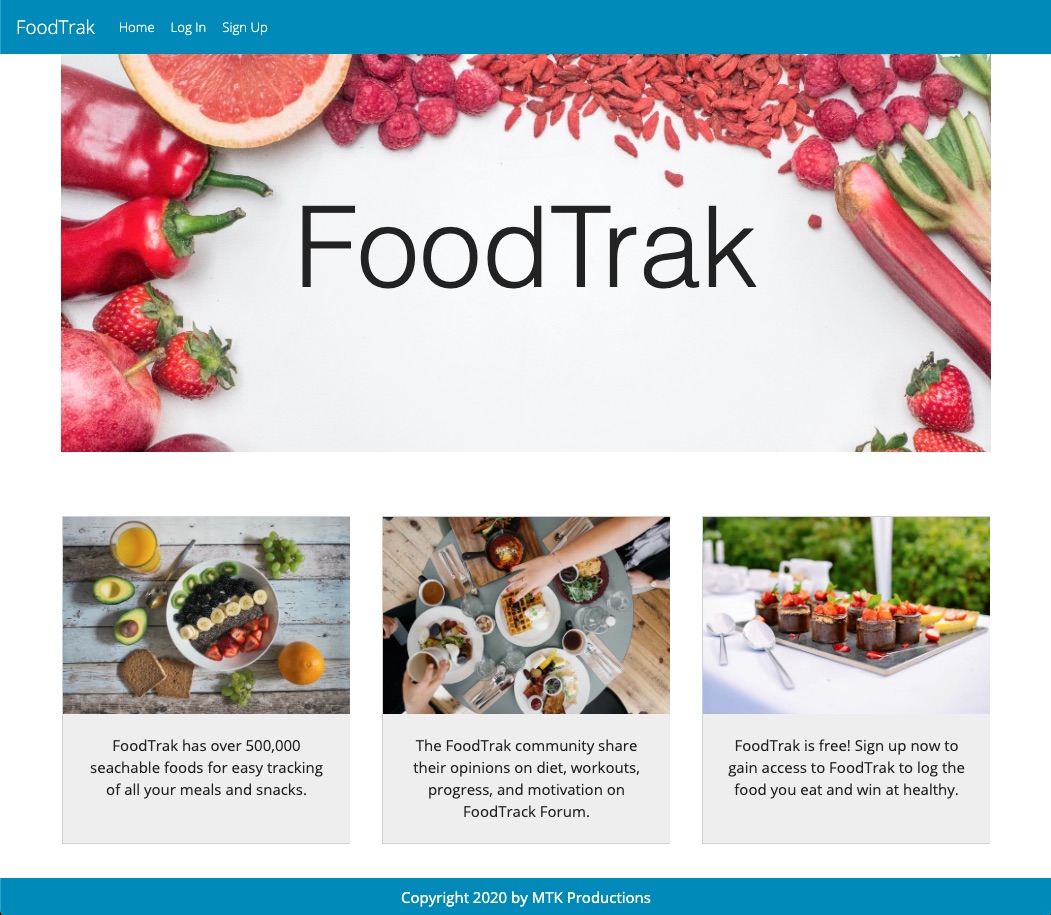 FoodTrak Home Log In Sign Up
FoodTrak
FoodTrak has over 500,000
seachable foods for easy tracking
of all your meals and snacks.
The FoodTrak community share
their opinions on diet, workouts,
progress, and motivation on
FoodTrack Forum.
FoodTrak is free! Sign up now to
gain access to FoodTrak to log the
food you eat and win at healthy.
Copyright 2020 by MTK Productions